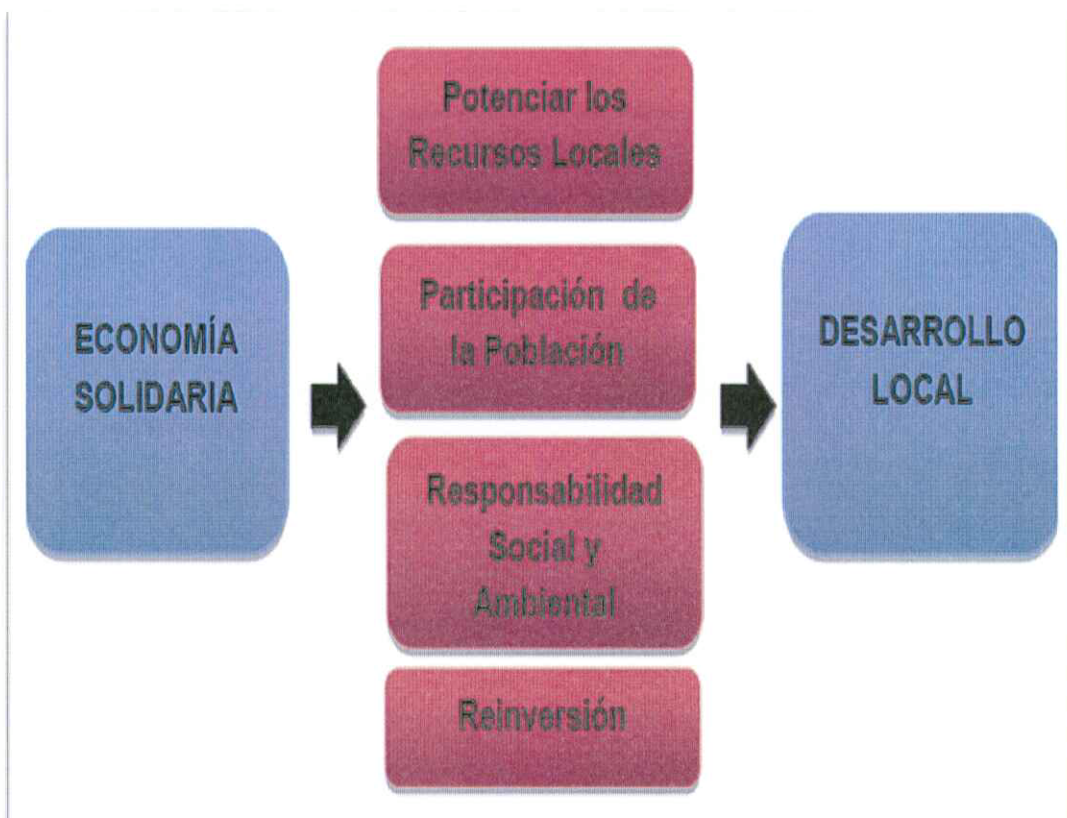 ECONOMÍA
SOLIDARIA
Potenciar los
Recursos Locales
Participación de
la Población
Responsabilidad
Social y
Ambiental
Reinversión
DESARROLLO
LOCAL